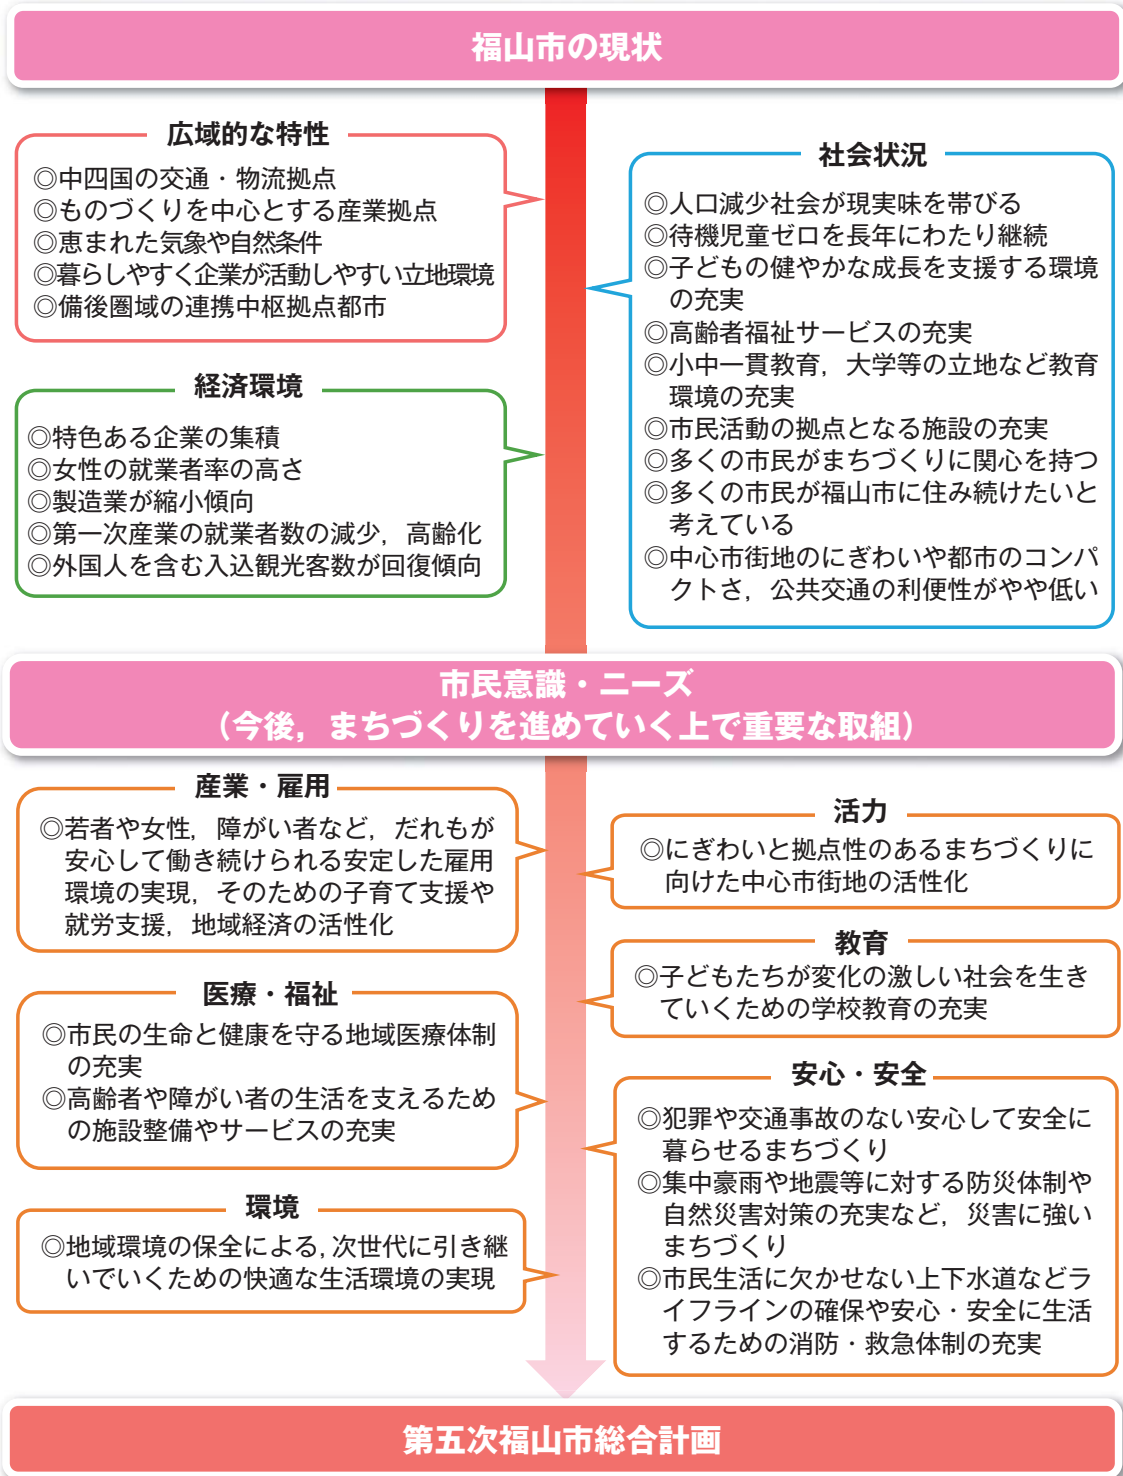 福山市の現状
広域的な特性
◎中四国の交通・物流拠点
◎ものづくりを中心とする産業拠点
◎恵まれた気象や自然条件
◎暮らしやすく企業が活動しやすい立地環境
◎備後圏域の連携中枢拠点都市
経済環境
◎特色ある企業の集積
◎女性の就業者率の高さ
◎製造業が縮小傾向
◎第一次産業の就業者数の減少，高齢化
◎外国人を含む入込観光客数が回復傾向
社会状況
◎人口減少社会が現実味を帯びる
◎待機児童ゼロを長年にわたり継続
◎子どもの健やかな成長を支援する環境
の充実
◎高齢者福祉サービスの充実
◎小中一貫教育，大学等の立地など教育
環境の充実
◎市民活動の拠点となる施設の充実
◎多くの市民がまちづくりに関心を持つ
◎多くの市民が福山市に住み続けたいと
考えている
◎中心市街地のにぎわいや都市のコンパ
クトさ，公共交通の利便性がやや低い
市民意識・ニーズ
（今後，まちづくりを進めていく上で重要な取組）
産業・雇用
◎若者や女性，障がい者など，だれもが
安心して働き続けられる安定した雇用
環境の実現，そのための子育て支援や
就労支援，地域経済の活性化
医療・福祉
◎市民の生命と健康を守る地域医療体制
の充実
◎高齢者や障がい者の生活を支えるため
の施設整備やサービスの充実
環境
◎地域環境の保全による，次世代に引き継
いでいくための快適な生活環境の実現
活力
◎にぎわいと拠点性のあるまちづくりに
向けた中心市街地の活性化
教育
◎子どもたちが変化の激しい社会を生き
ていくための学校教育の充実
安心・安全
◎犯罪や交通事故のない安心して安全に
暮らせるまちづくり
◎集中豪雨や地震等に対する防災体制や
自然災害対策の充実など，災害に強い
まちづくり
◎市民生活に欠かせない上下水道などラ
イフラインの確保や安心・安全に生活
するための消防・救急体制の充実
第五次福山市総合計画